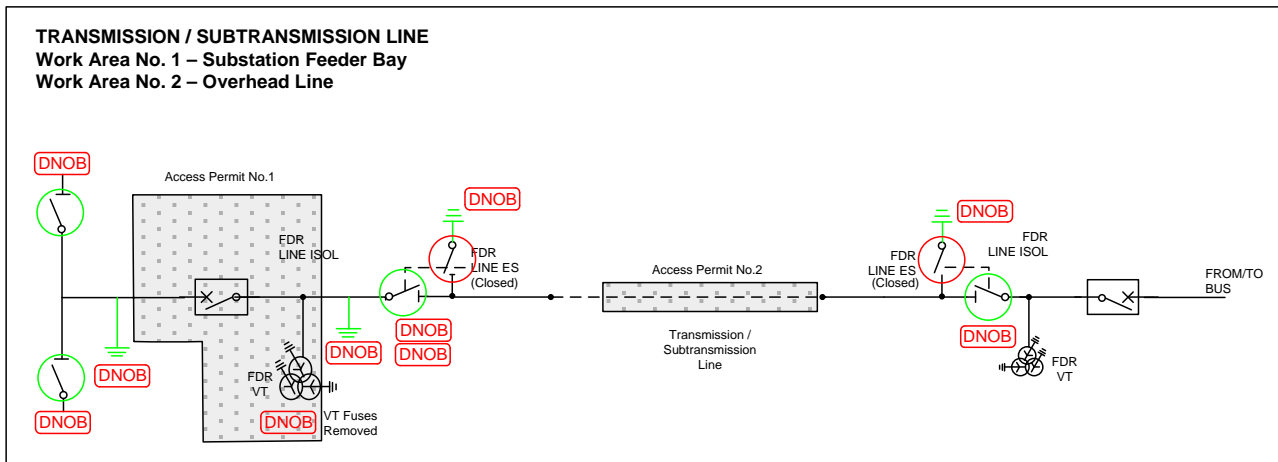 TRANSMISSION / SUBTRANSMISSION LINE
Work Area No. 1 – Substation Feeder Bay
Work Area No. 2 – Overhead Line
DNOB
Access Permit No.1
FDR
LINE ISOL
DNOB
FDR
LINE ES
(Closed)
DNOB
DNOB
DNOB
DNOB
DNOB
FDR
VT
DNOB
VT Fuses
Removed
Access Permit No.2
Transmission /
Subtransmission
Line
DNOB
FDR
LINE ISOL
FDR
LINE ES
(Closed)
DNOB
FDR
VT
FROM/TO
BUS